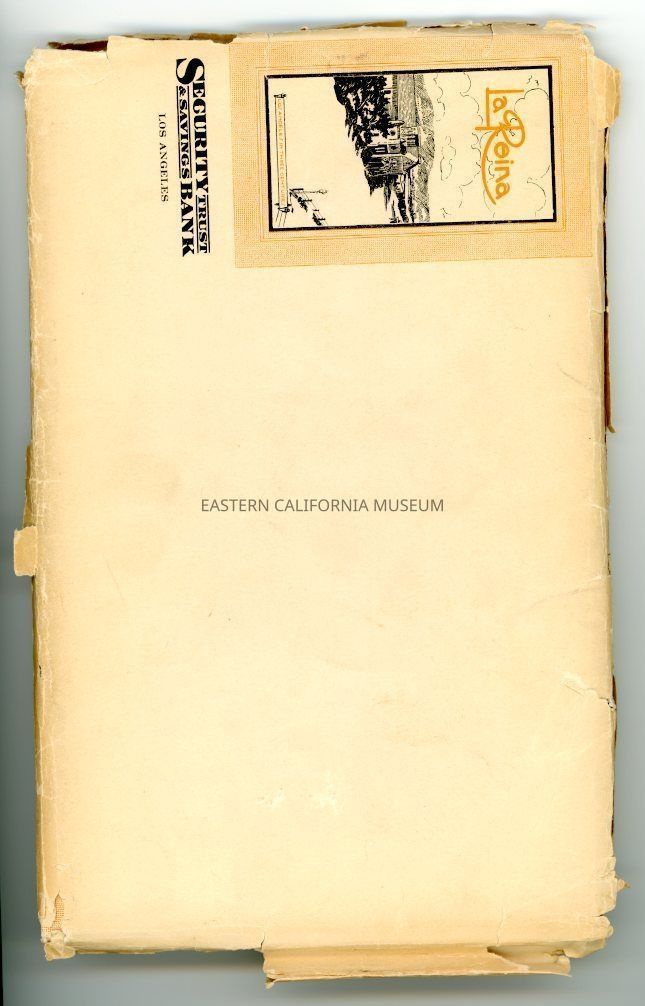 La Reina
SECURITY TRUST
& SAVINGS BANK
LOS ANGELES
EASTERN CALIFORNIA MUSEUM